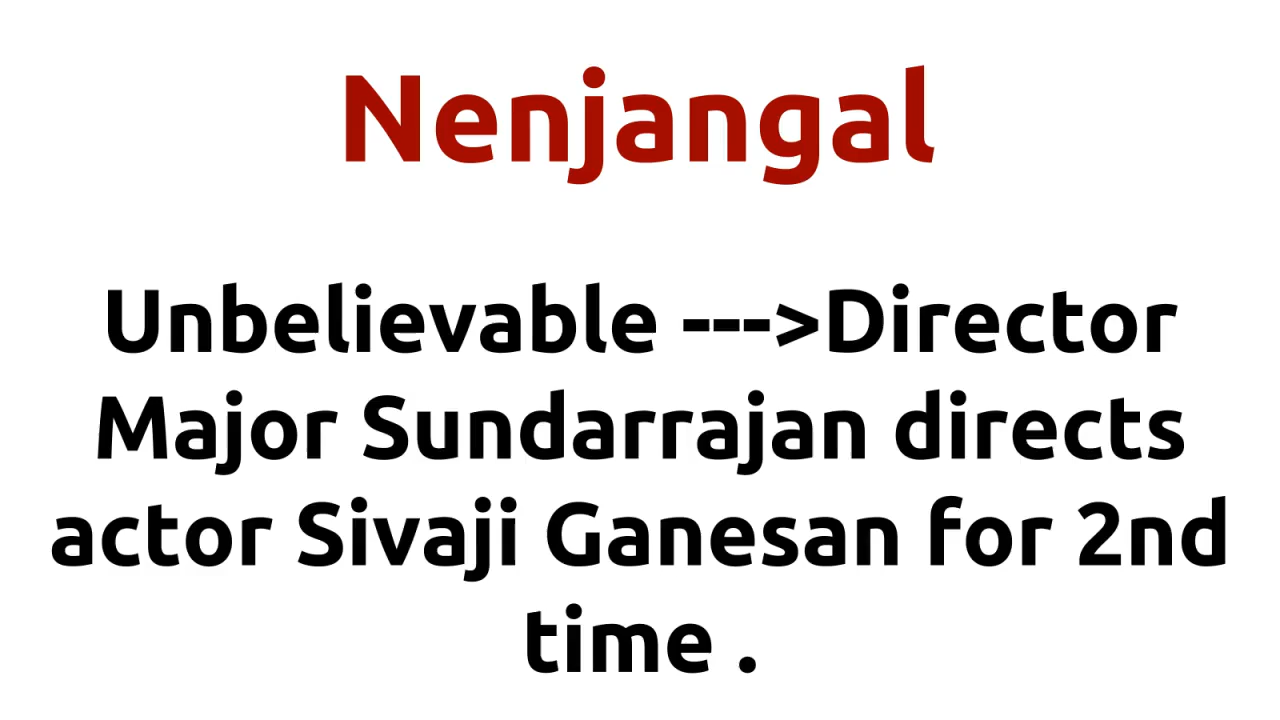 Nenjangal
Unbelievable --->Director
Major Sundarrajan directs
actor Sivaji Ganesan for 2nd
time .